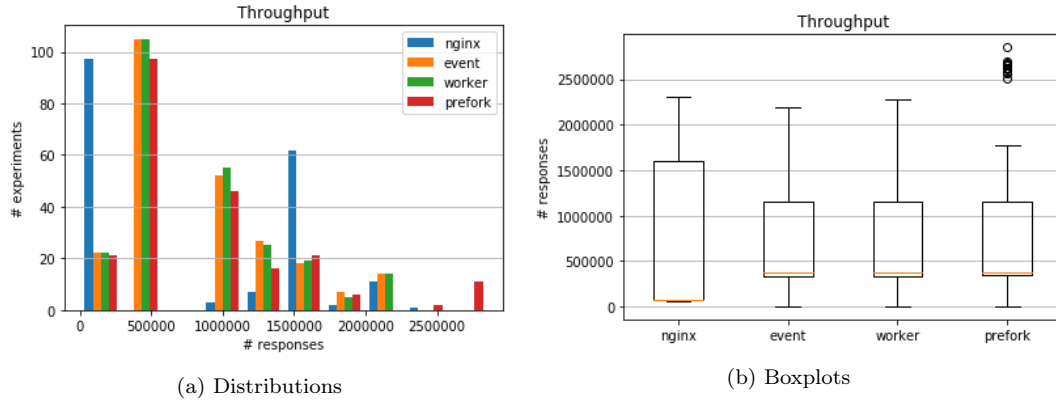 Throughput
# experiments
100
80
60
40
20
0
nginx
event
worker
prefork
0 500000 1000000 1500000 2000000 2500000
# responses
(a) Distributions
Throughput
# responses
2500000
2000000
1500000
1000000
500000
0
nginx event worker prefork
(b) Boxplots